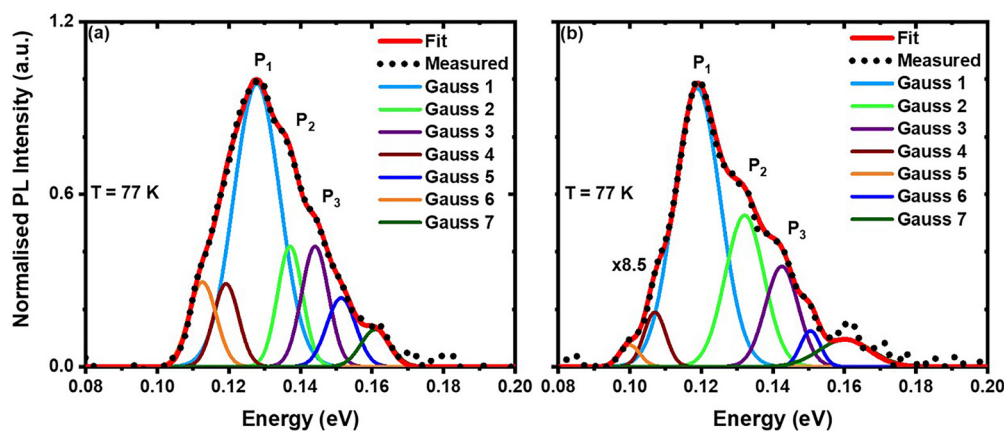 Normalised PL Intensity (a.u.)
1.2
0.6
0.0
(a)
P1
P2
P3
T = 77 K
Fit
Measured
Gauss 1
Gauss 2
Gauss 3
Gauss 4
Gauss 5
Gauss 6
Gauss 7
0.08 0.10 0.12 0.14 0.16 0.18 0.20
Energy (eV)
(b)
P1
P2
P3
T = 77 K
x8.5
Fit
Measured
Gauss 1
Gauss 2
Gauss 3
Gauss 4
Gauss 5
Gauss 6
Gauss 7
0.08 0.10 0.12 0.14 0.16 0.18 0.20
Energy (eV)